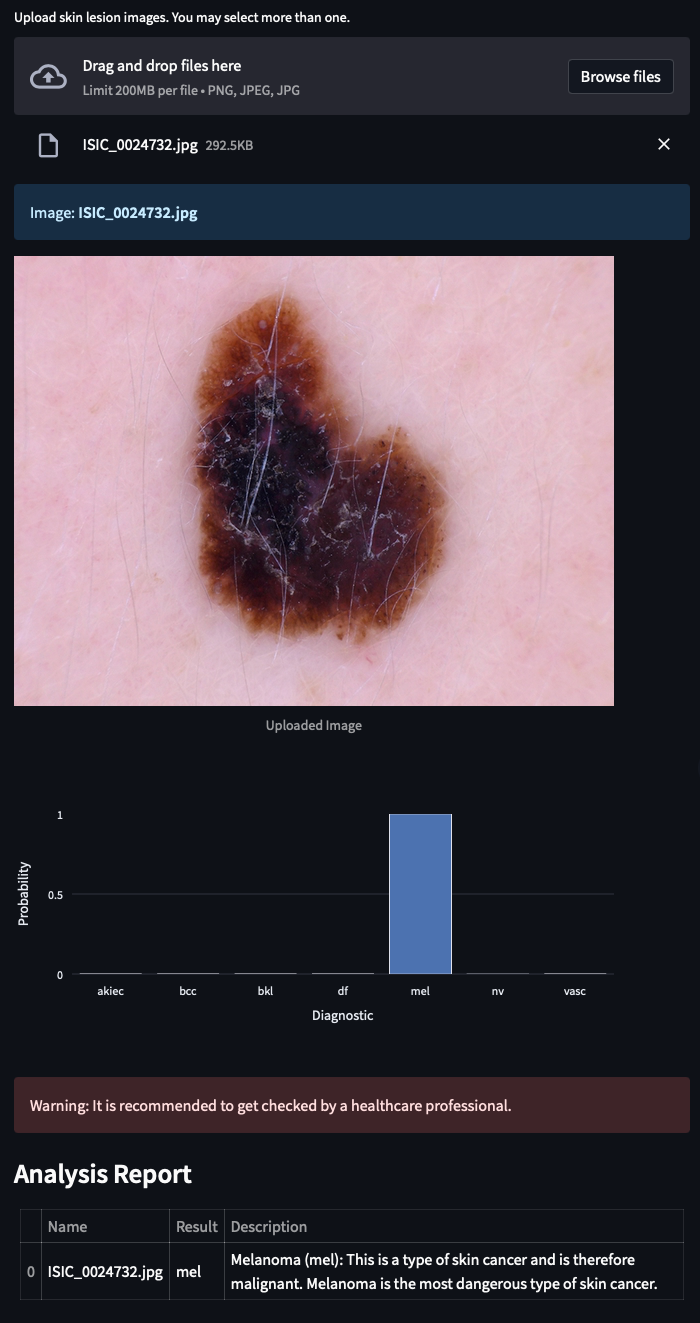 Upload skin lesion images. You may select more than one.
Drag and drop files here
Limit 200MB per file • PNG, JPEG, JPG
Browse files
ISIC_0024732.jpg 292.5KB
Image: ISIC_0024732.jpg
Uploaded Image
1
0.5
0
Probability
akiec bcc bkl df mel nv vasc
Diagnostic
Warning: It is recommended to get checked by a healthcare professional.
Analysis Report
Name Result Description
0 ISIC_0024732.jpg mel Melanoma (mel): This is a type of skin cancer and is therefore
malignant. Melanoma is the most dangerous type of skin cancer.